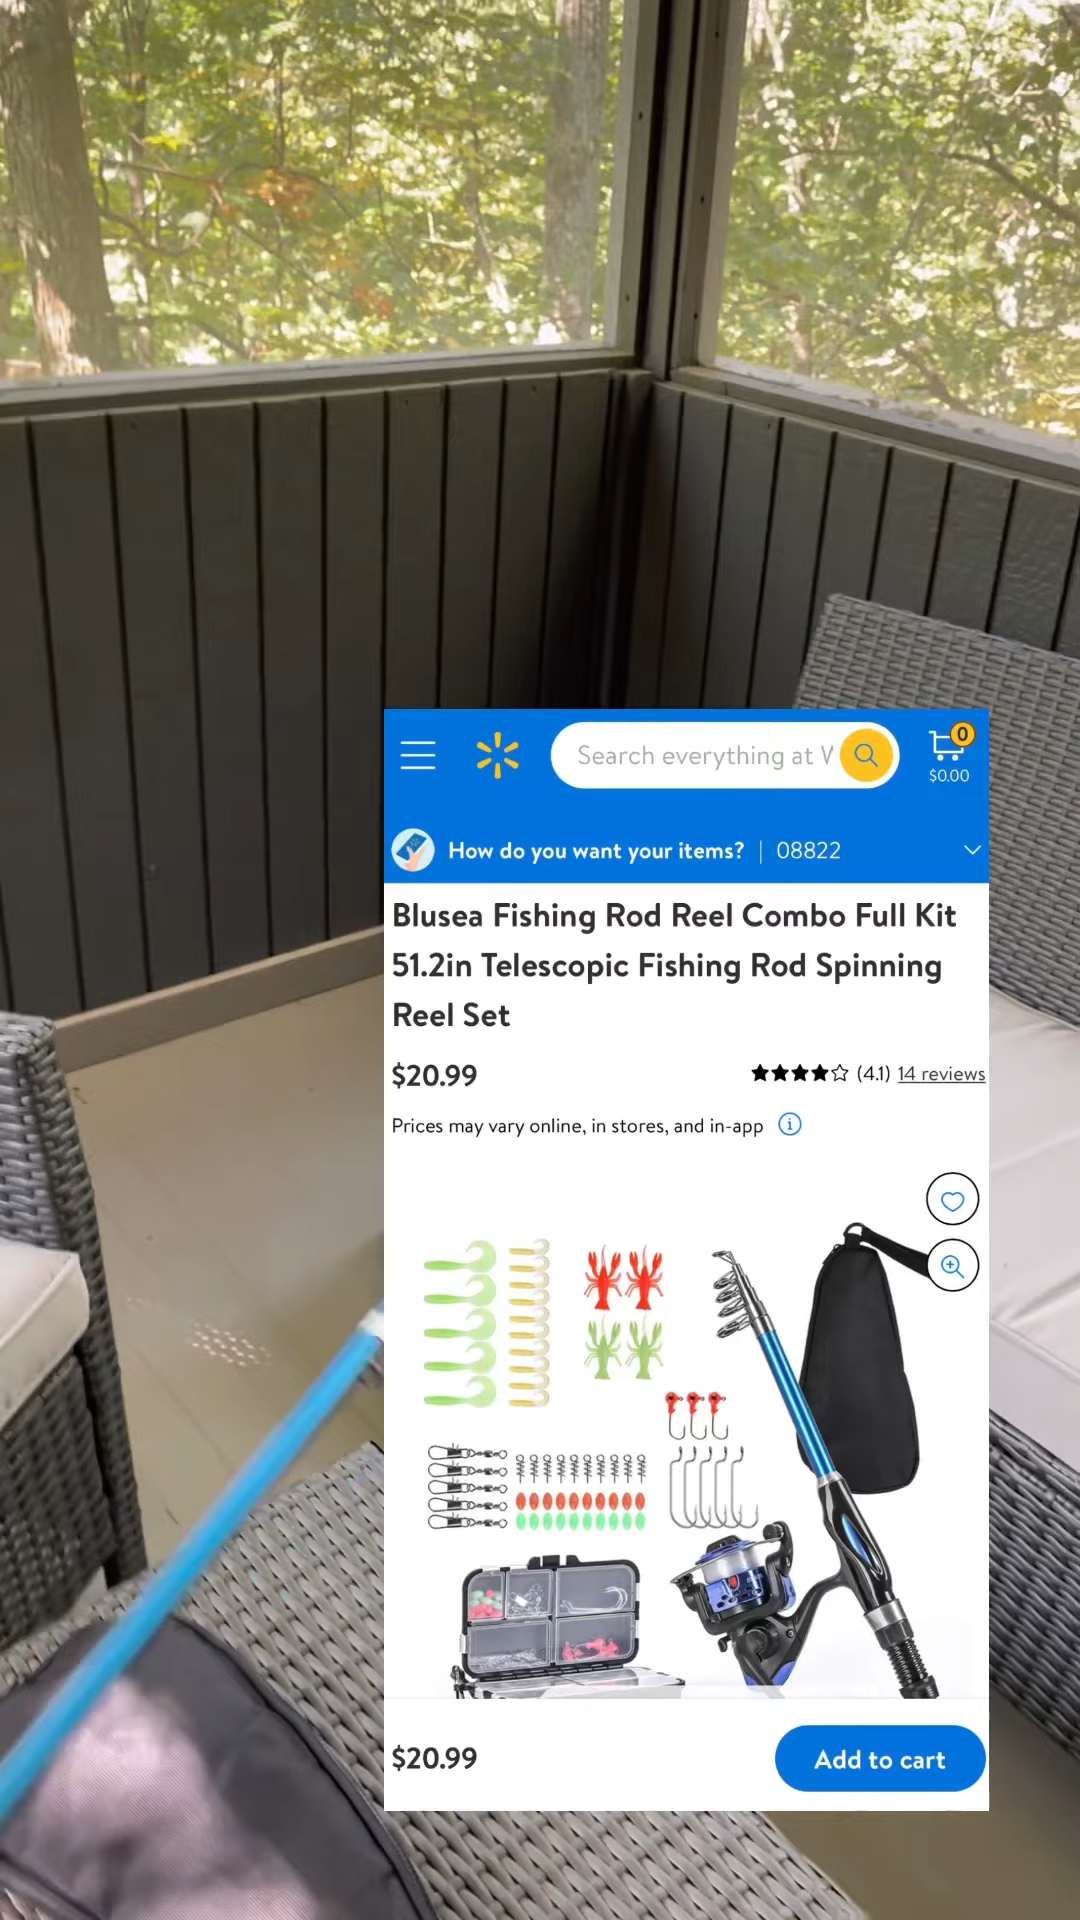 Search everything at W
0
$0.00
How do you want your items? | 08822
Blusea Fishing Rod Reel Combo Full Kit
51.2in Telescopic Fishing Rod Spinning
Reel Set
$20.99
(4.1) 14 reviews
Prices may vary online, in stores, and in-app
$20.99
Add to cart